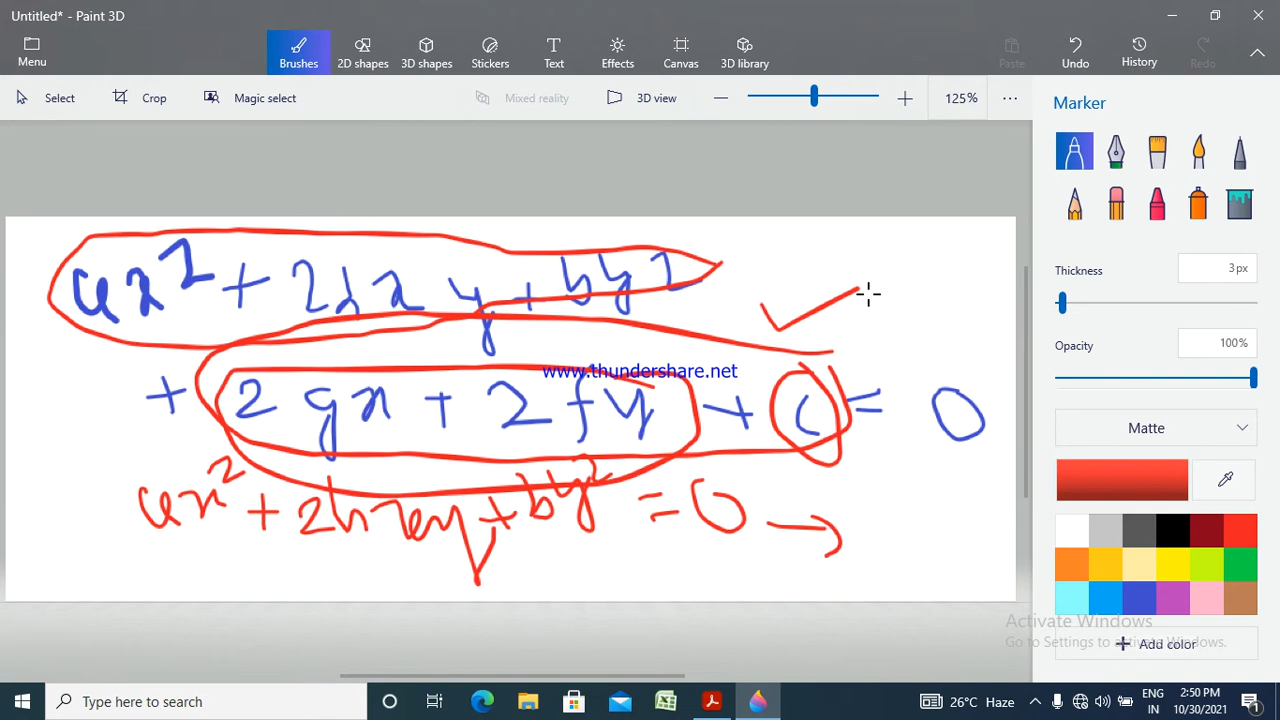 Untitled* - Paint 3D
Menu
Brushes
2D shapes
3D shapes
Stickers
Text
Effects
Canvas
3D library
Paste
Undo
History
Redo
Select
Crop
Magic select
Mixed reality
3D view
125%
Marker
ax² + 2hxy + by²
www.thundershare.net
+ 2gx + 2fy + c = 0
ax² + 2hxy + by² = 0 →
Thickness
3px
Opacity
100%
Matte
Activate Windows
Go to Settings to activate Windows.
Add color
Type here to search
26°C Haze
ENG
IN
2:50 PM
10/30/2021
1